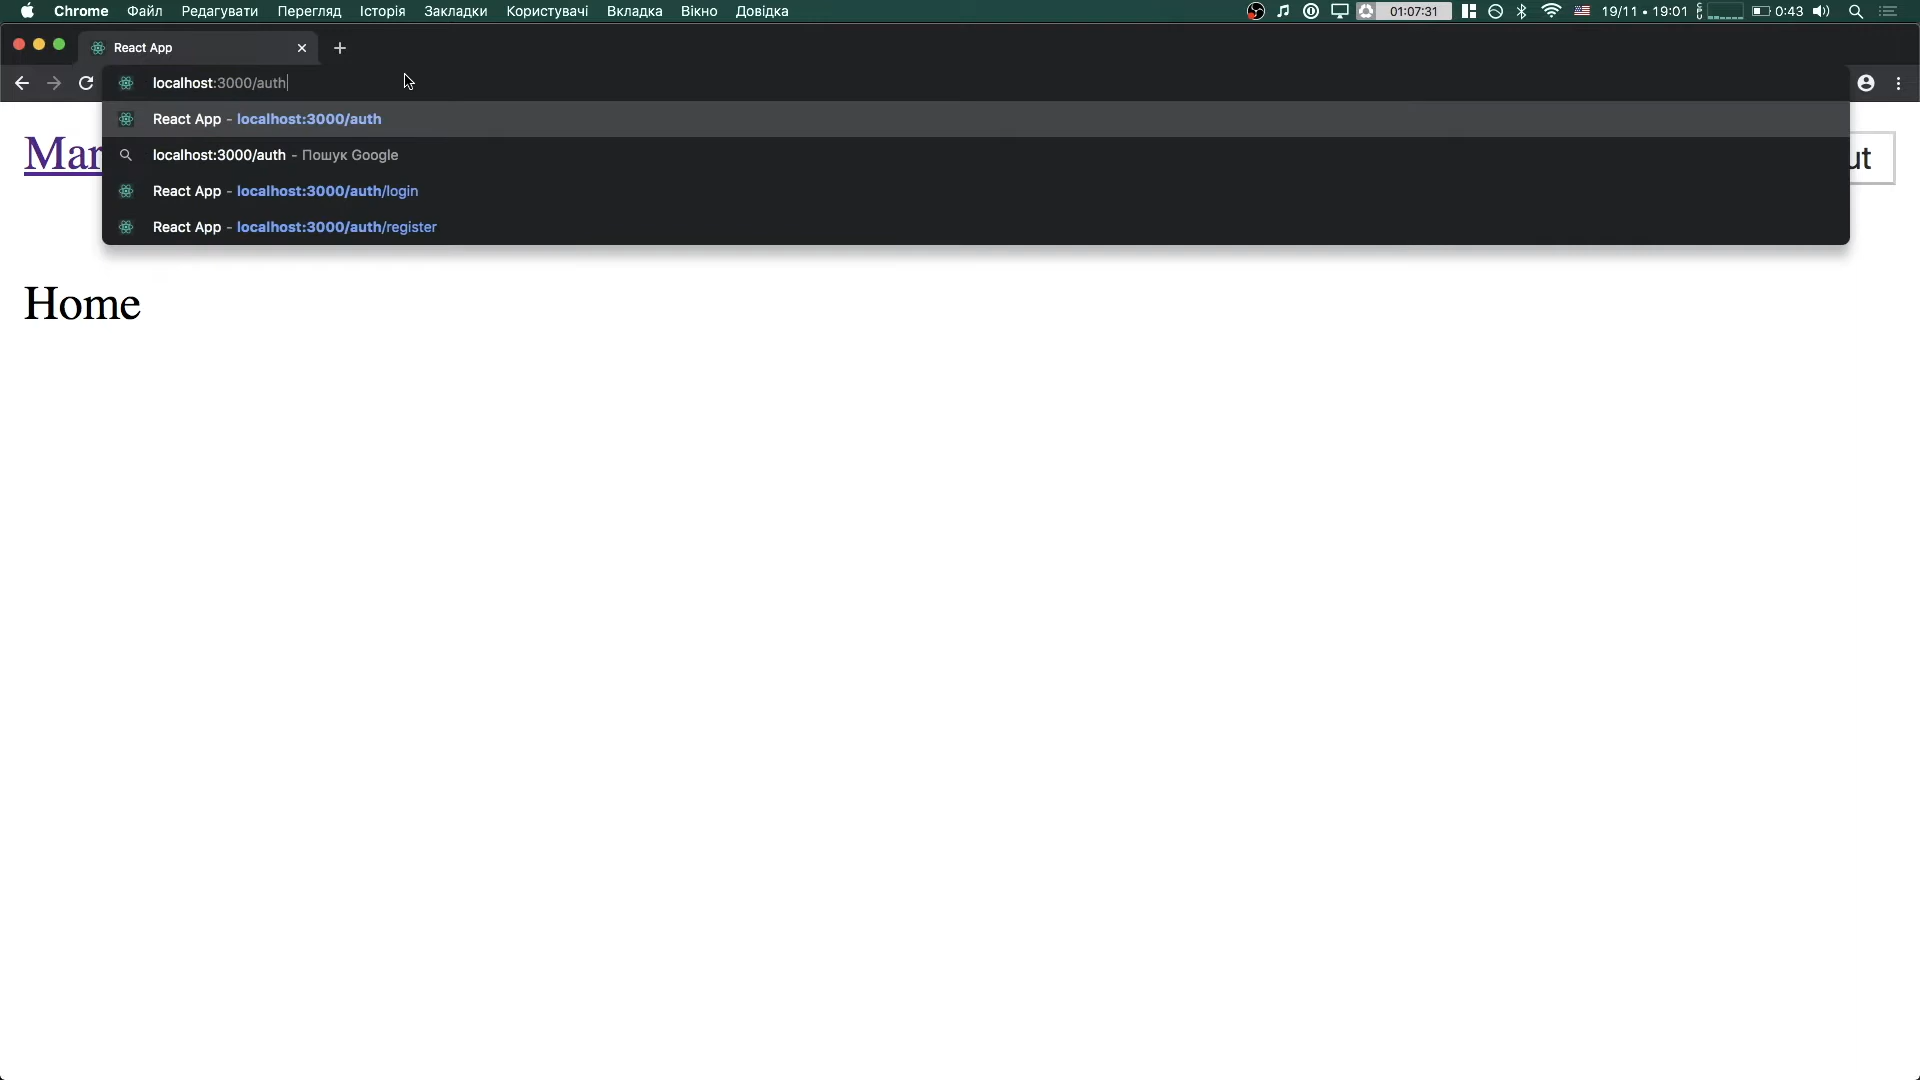 Chrome Файл Редагувати Перегляд Історія Закладки Користувачі Вкладка Вікно Довідка 01:07:31 19/11 • 19:01 0:43
React App
localhost:3000/auth
React App - localhost:3000/auth
Mar
localhost:3000/auth - Пошук Google
ut
React App - localhost:3000/auth/login
React App - localhost:3000/auth/register
Home